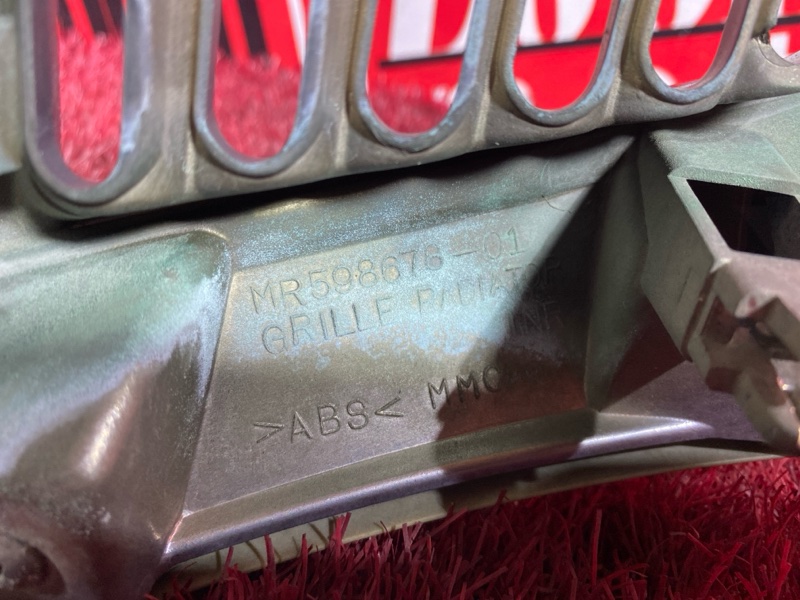 MR598676-01
GRILLE RADIATOR
>ABS< MMC